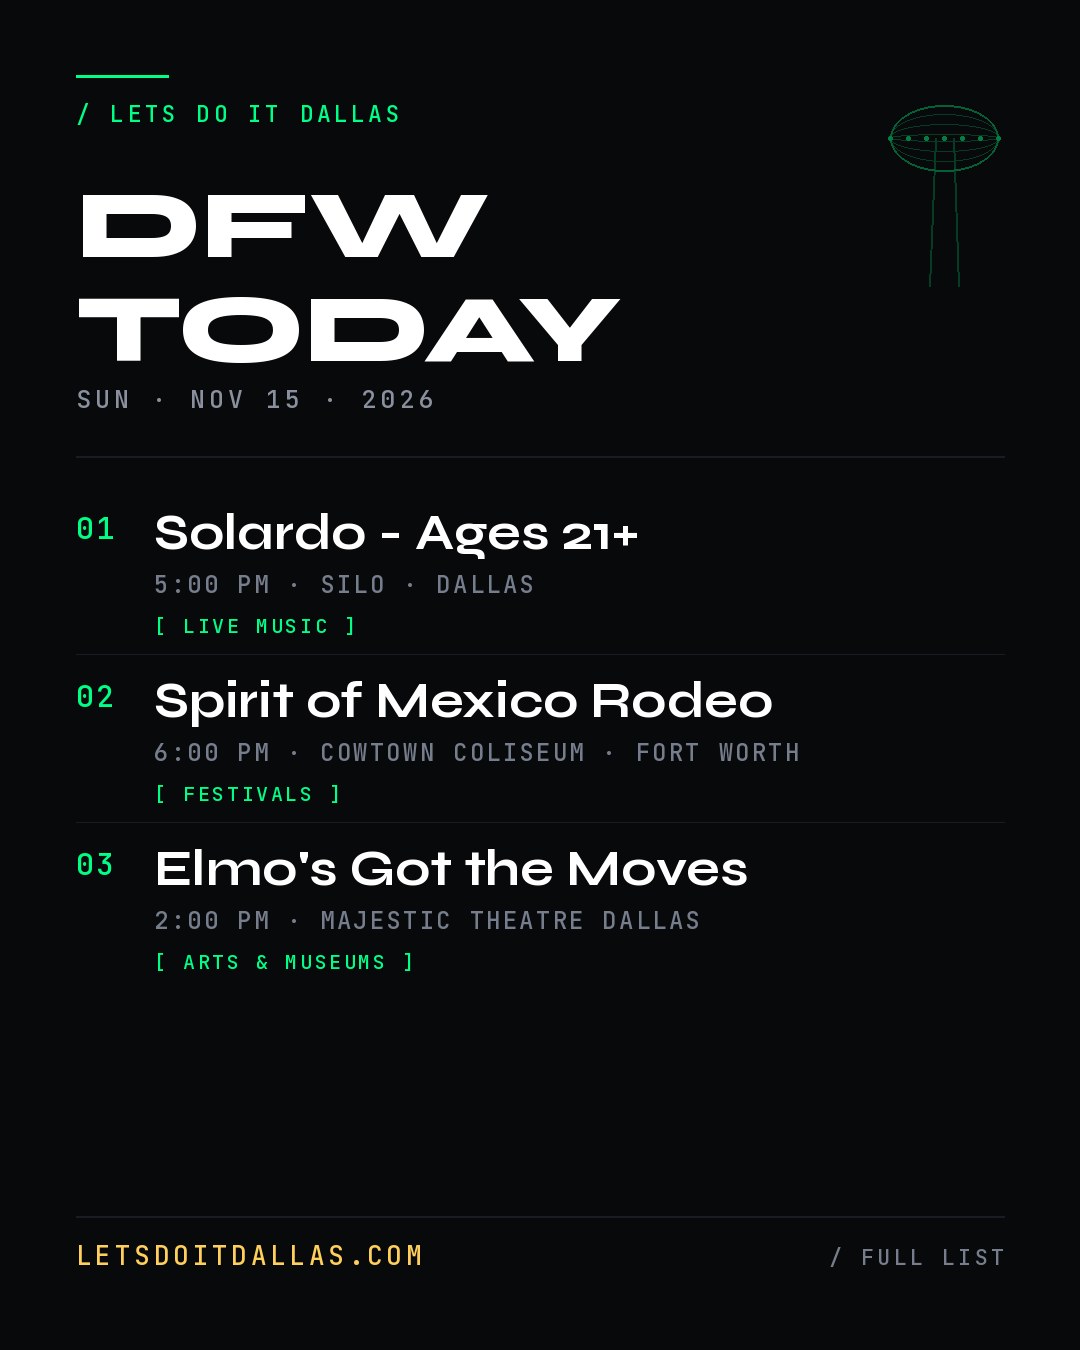 / LETS DO IT DALLAS
DFW
TODAY
SUN · NOV 15 · 2026
01 Solardo - Ages 21+
5:00 PM · SILO · DALLAS
[ LIVE MUSIC ]
02 Spirit of Mexico Rodeo
6:00 PM · COWTOWN COLISEUM · FORT WORTH
[ FESTIVALS ]
03 Elmo's Got the Moves
2:00 PM · MAJESTIC THEATRE DALLAS
[ ARTS & MUSEUMS ]
LETSDOITDALLAS.COM
/ FULL LIST